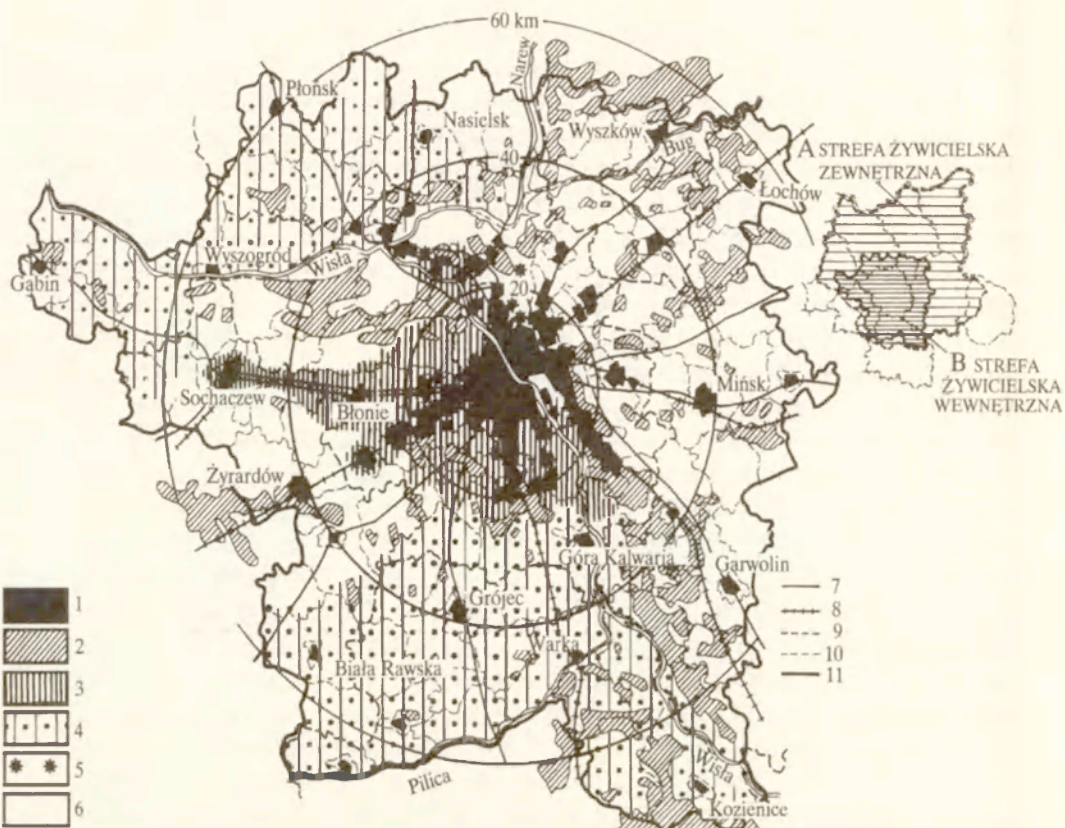 60 km
Narew
Płońsk
Nasielsk
Wyszków
Bug
40
Łochów
A STREFA ŻYWICIELSKA
ZEWNĘTRZNA
Wyszogród
Wisła
Gąbin
20
Mińsk
B STREFA
ŻYWICIELSKA
WEWNĘTRZNA
Sochaczew
Błonie
Żyrardów
Góra Kalwarja
Garwolin
Grójec
Warka
Biała Rawska
Pilica
Wisła
Kozienice
1
2
3
4
5
6
7
8
9
10
11